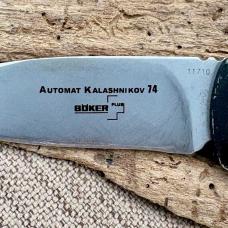 11710
AUTOMAT KALASHNIKOV 74
BÖKER PLUS